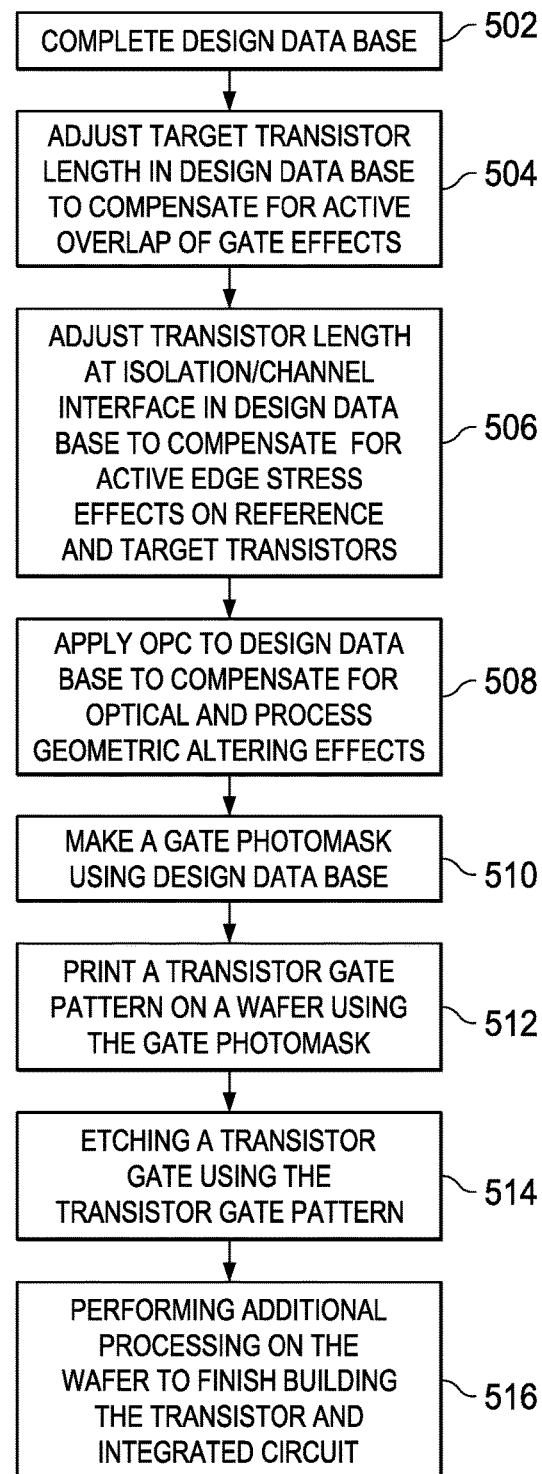 COMPLETE DESIGN DATA BASE
502
ADJUST TARGET TRANSISTOR
LENGTH IN DESIGN DATA BASE
TO COMPENSATE FOR ACTIVE
OVERLAP OF GATE EFFECTS
504
ADJUST TRANSISTOR LENGTH
AT ISOLATION/CHANNEL
INTERFACE IN DESIGN DATA
BASE TO COMPENSATE FOR
ACTIVE EDGE STRESS
EFFECTS ON REFERENCE
AND TARGET TRANSISTORS
506
APPLY OPC TO DESIGN DATA
BASE TO COMPENSATE FOR
OPTICAL AND PROCESS
GEOMETRIC ALTERING EFFECTS
508
MAKE A GATE PHOTOMASK
USING DESIGN DATA BASE
510
PRINT A TRANSISTOR GATE
PATTERN ON A WAFER USING
THE GATE PHOTOMASK
512
ETCHING A TRANSISTOR
GATE USING THE
TRANSISTOR GATE PATTERN
514
PERFORMING ADDITIONAL
PROCESSING ON THE
WAFER TO FINISH BUILDING
THE TRANSISTOR AND
INTEGRATED CIRCUIT
516